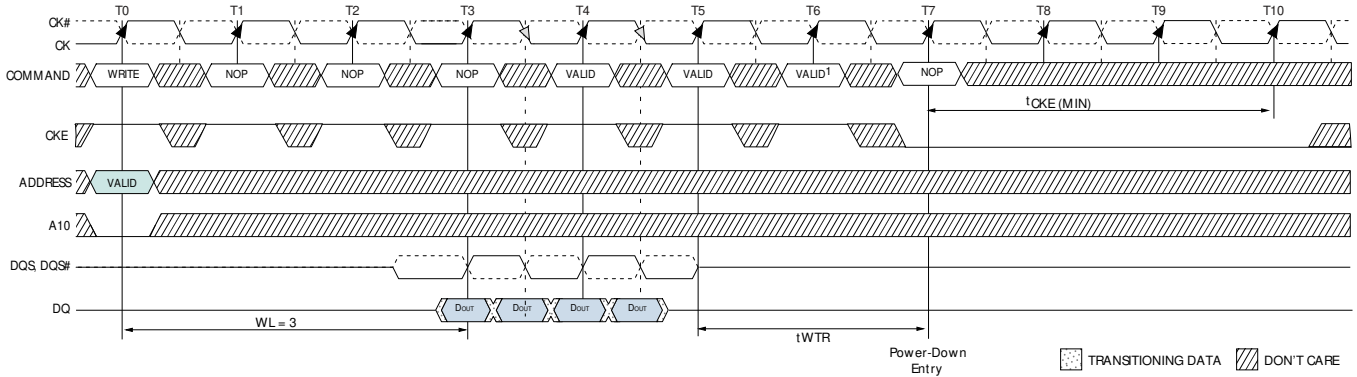 T0 T1 T2 T3 T4 T5 T6 T7 T8 T9 T10
CK#
CK
COMMAND WRITE NOP NOP NOP VALID VALID VALID1 NOP
tCKE (MIN)
CKE
ADDRESS VALID
A10
DQS, DQS#
DQ DOUT DOUT DOUT DOUT
WL = 3
tWTR
Power-Down
Entry
TRANSITIONING DATA DON'T CARE